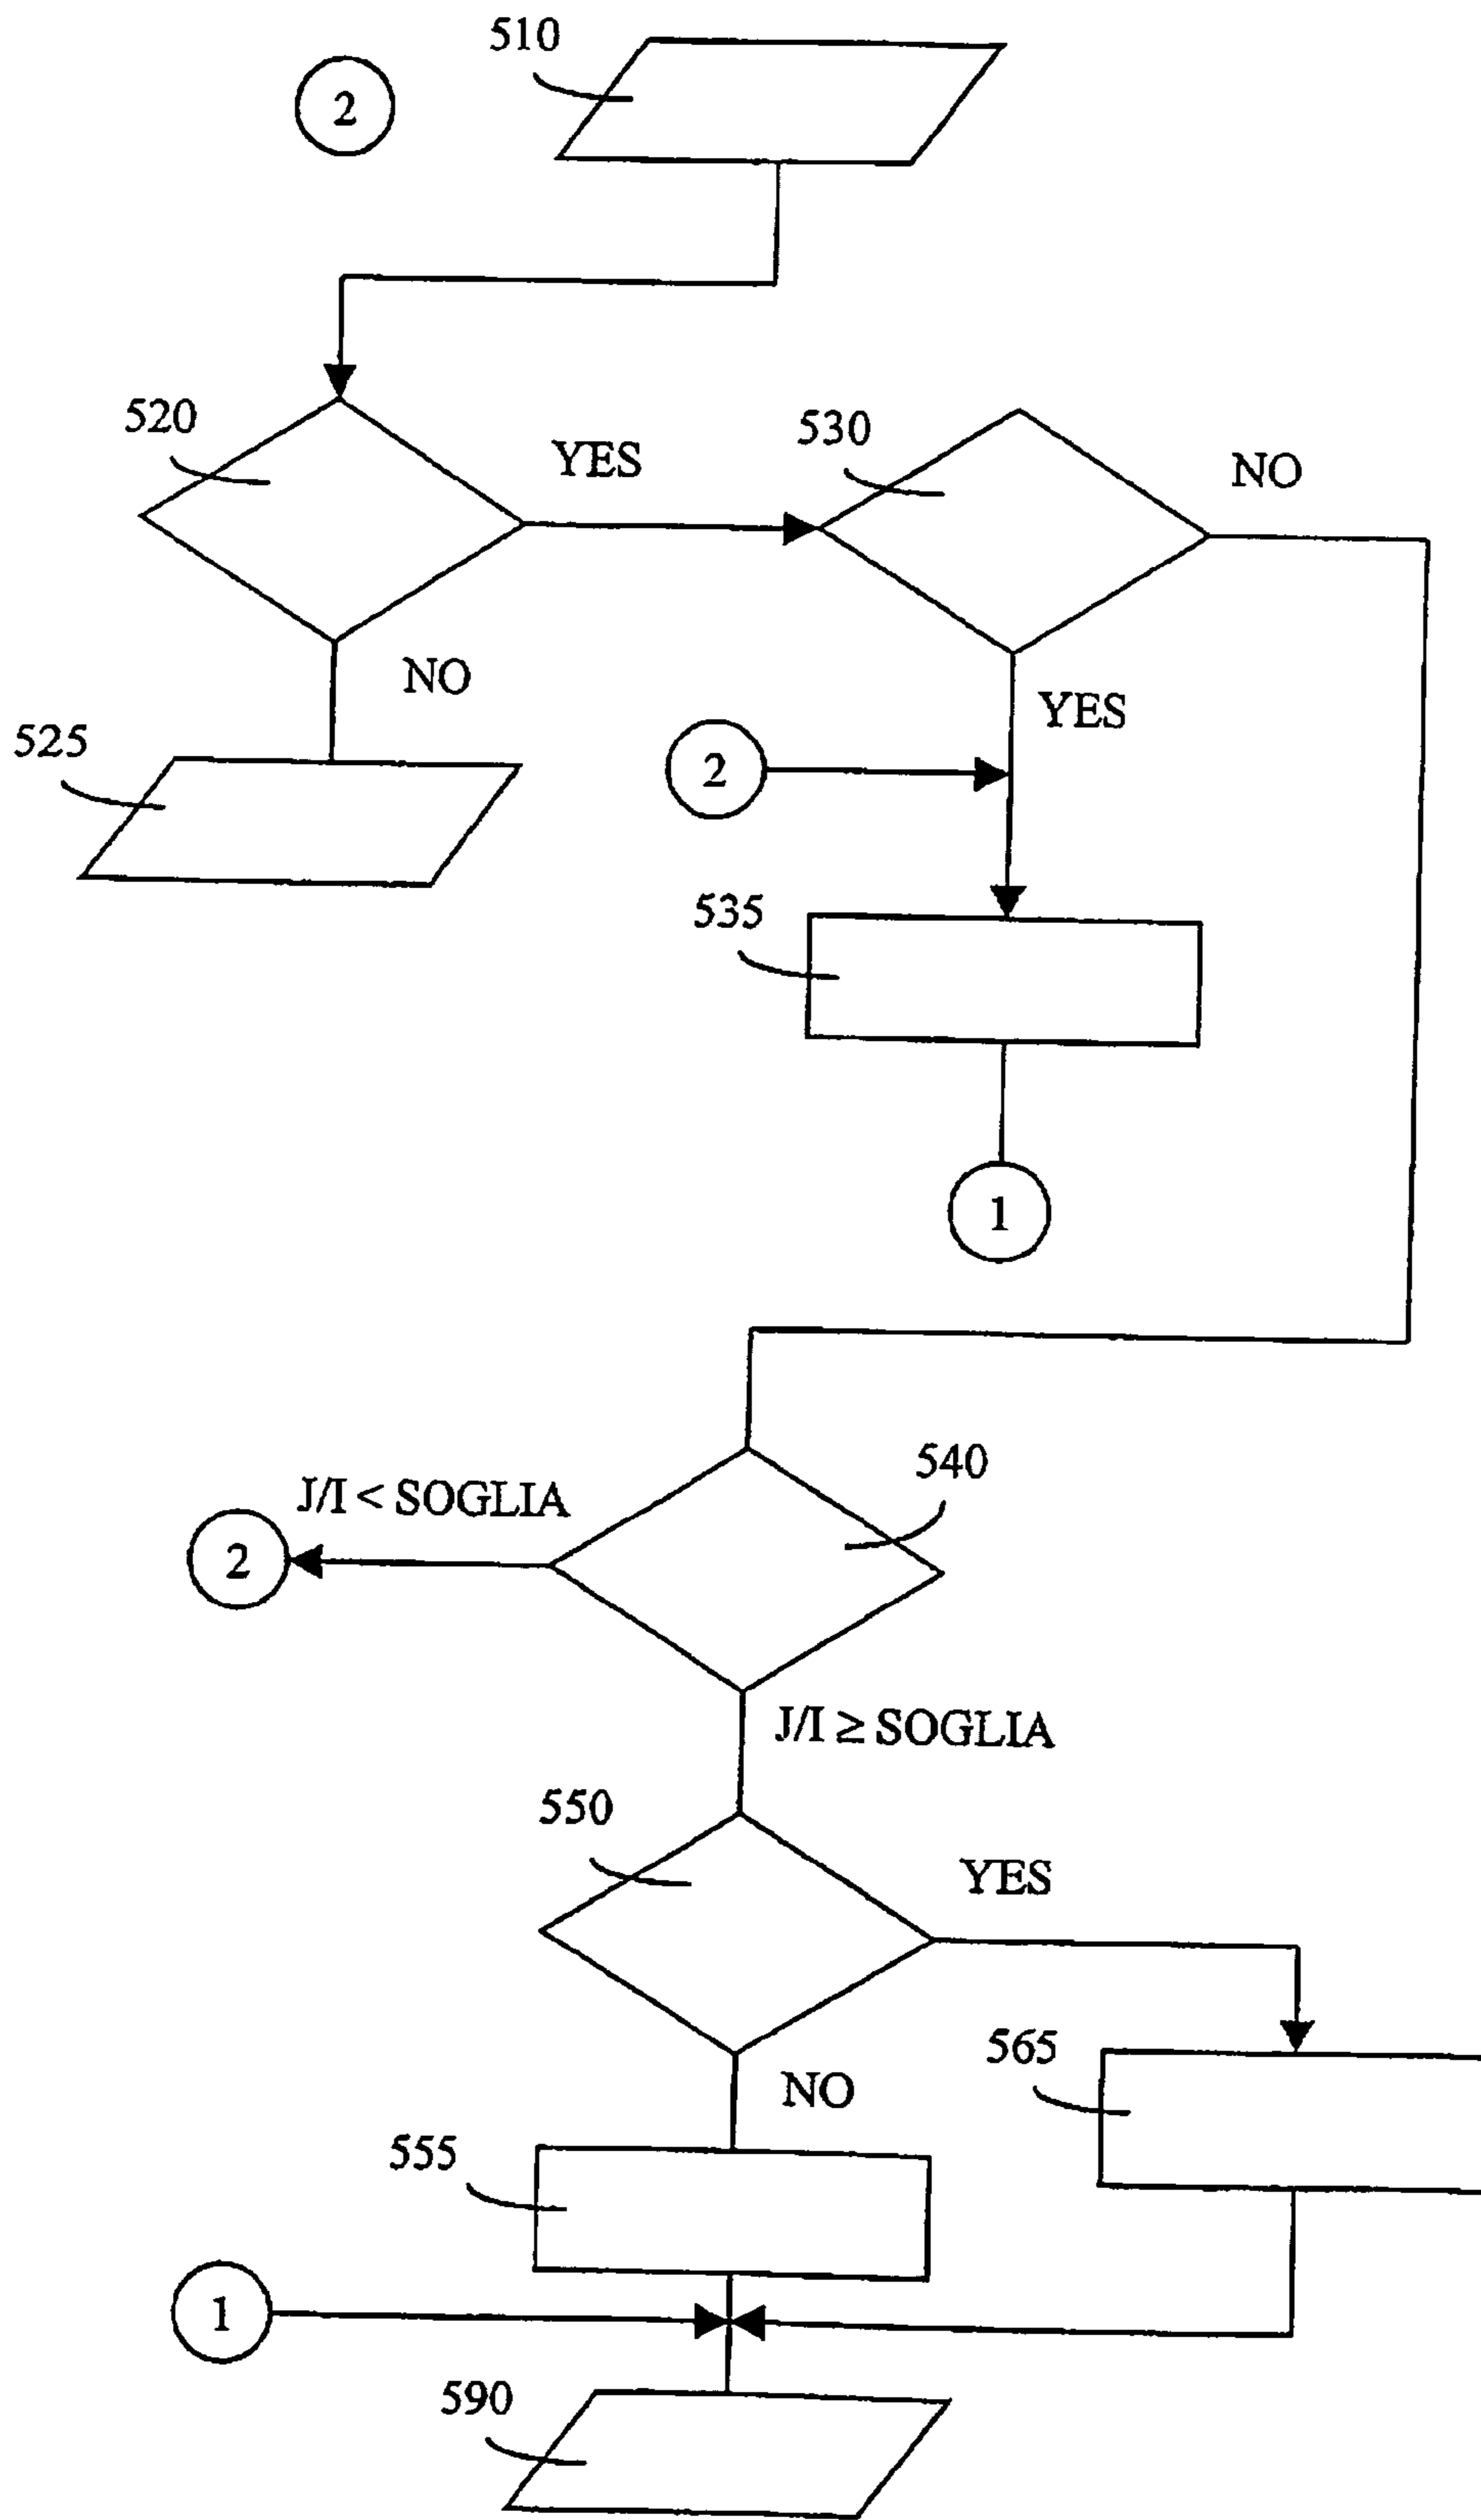 510
2
520
YES
530
NO
NO
YES
525
2
535
1
540
J/I < SOGLIA
2
J/I ≥ SOGLIA
550
YES
565
NO
555
1
590